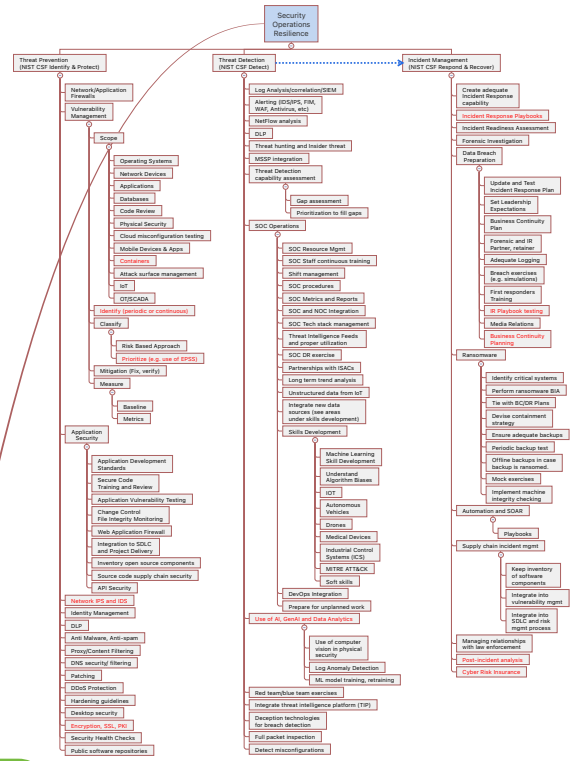 Security
Operations
Resilience
Threat Prevention
(NIST CSF Identify & Protect)
Network/Application
Firewalls
Vulnerability
Management
Scope
Operating Systems
Network Devices
Applications
Databases
Code Review
Physical Security
Cloud misconfiguration testing
Mobile Devices & Apps
Containers
Attack surface management
IoT
OT/SCADA
Identify (periodic or continuous)
Classify
Risk Based Approach
Prioritize (e.g. use of EPSS)
Mitigation (Fix, verify)
Measure
Baseline
Metrics
Application
Security
Application Development
Standards
Secure Code
Training and Review
Application Vulnerability Testing
Change Control
File Integrity Monitoring
Web Application Firewall
Integration to SDLC
and Project Delivery
Inventory open source components
Source code supply chain security
API Security
Network IPS and IDS
Identity Management
DLP
Anti Malware, Anti-spam
Proxy/Content Filtering
DNS security/ filtering
Patching
DDoS Protection
Hardening guidelines
Desktop security
Encryption, SSL, PKI
Security Health Checks
Public software repositories
Threat Detection
(NIST CSF Detect)
Log Analysis/correlation/SIEM
Alerting (IDS/IPS, FIM,
WAF, Antivirus, etc)
NetFlow analysis
DLP
Threat hunting and Insider threat
MSSP integration
Threat Detection
capability assessment
Gap assessment
Prioritization to fill gaps
SOC Operations
SOC Resource Mgmt
SOC Staff continuous training
Shift management
SOC procedures
SOC Metrics and Reports
SOC and NOC Integration
SOC Tech stack management
Threat Intelligence Feeds
and proper utilization
SOC DR exercise
Partnerships with ISACs
Long term trend analysis
Unstructured data from IoT
Integrate new data
sources (see areas
under skills development)
Skills Development
Machine Learning
Skill Development
Understand
Algorithm Biases
IOT
Autonomous
Vehicles
Drones
Medical Devices
Industrial Control
Systems (ICS)
MITRE ATT&CK
Soft skills
DevOps Integration
Prepare for unplanned work
Use of AI, GenAI and Data Analytics
Use of computer
vision in physical
security
Log Anomaly Detection
ML model training, retraining
Red team/blue team exercises
Integrate threat intelligence platform (TIP)
Deception technologies
for breach detection
Full packet inspection
Detect misconfigurations
Incident Management
(NIST CSF Respond & Recover)
Create adequate
Incident Response
capability
Incident Response Playbooks
Incident Readiness Assessment
Forensic Investigation
Data Breach
Preparation
Update and Test
Incident Response Plan
Set Leadership
Expectations
Business Continuity
Plan
Forensic and IR
Partner, retainer
Adequate Logging
Breach exercises
(e.g. simulations)
First responders
Training
IR Playbook testing
Media Relations
Business Continuity
Planning
Ransomware
Identify critical systems
Perform ransomware BIA
Tie with BC/DR Plans
Devise containment
strategy
Ensure adequate backups
Periodic backup test
Offline backups in case
backup is ransomed.
Mock exercises
Implement machine
integrity checking
Automation and SOAR
Playbooks
Supply chain incident mgmt
Keep inventory
of software
components
Integrate into
vulnerability mgmt
Integrate into
SDLC and risk
mgmt process
Managing relationships
with law enforcement
Post-incident analysis
Cyber Risk Insurance